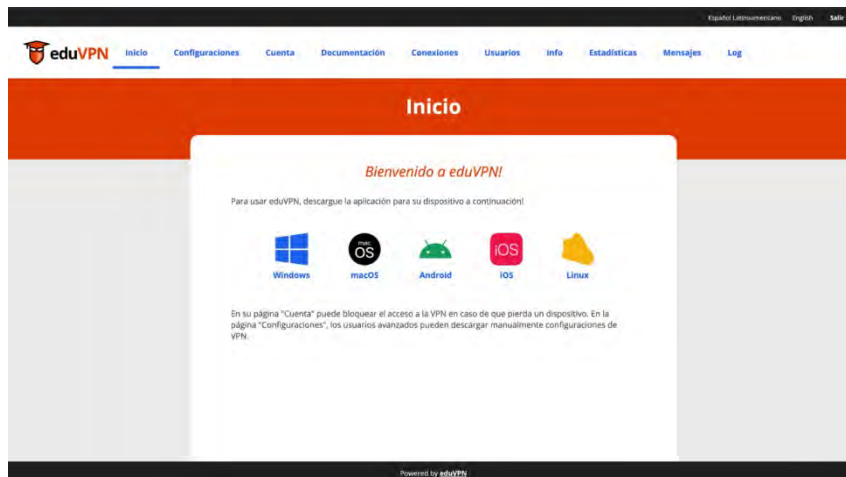 Español Latinoamericano English Salir
eduVPN Inicio Configuraciones Cuenta Documentación Conexiones Usuarios Info Estadísticas Mensajes Log
Inicio
Bienvenido a eduVPN!
Para usar eduVPN, descargue la aplicación para su dispositivo a continuación!
mac
OS
iOS
Windows macOS Android iOS Linux
En su página "Cuenta" puede bloquear el acceso a la VPN en caso de que pierda un dispositivo. En la
página "Configuraciones", los usuarios avanzados pueden descargar manualmente configuraciones de
VPN.
Powered by eduVPN